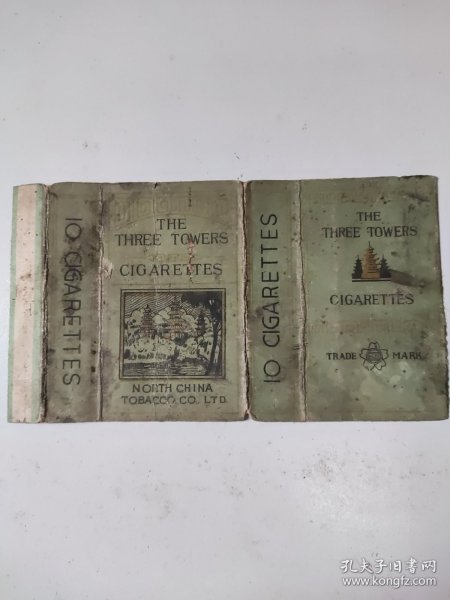 10 CIGARETTES
THE
THREE TOWERS
CIGARETTES
NORTH CHINA
TOBACCO CO., LTD.
10 CIGARETTES
THE
THREE TOWERS
CIGARETTES
TRADE MARK
孔夫子旧书网
www.kongfz.com